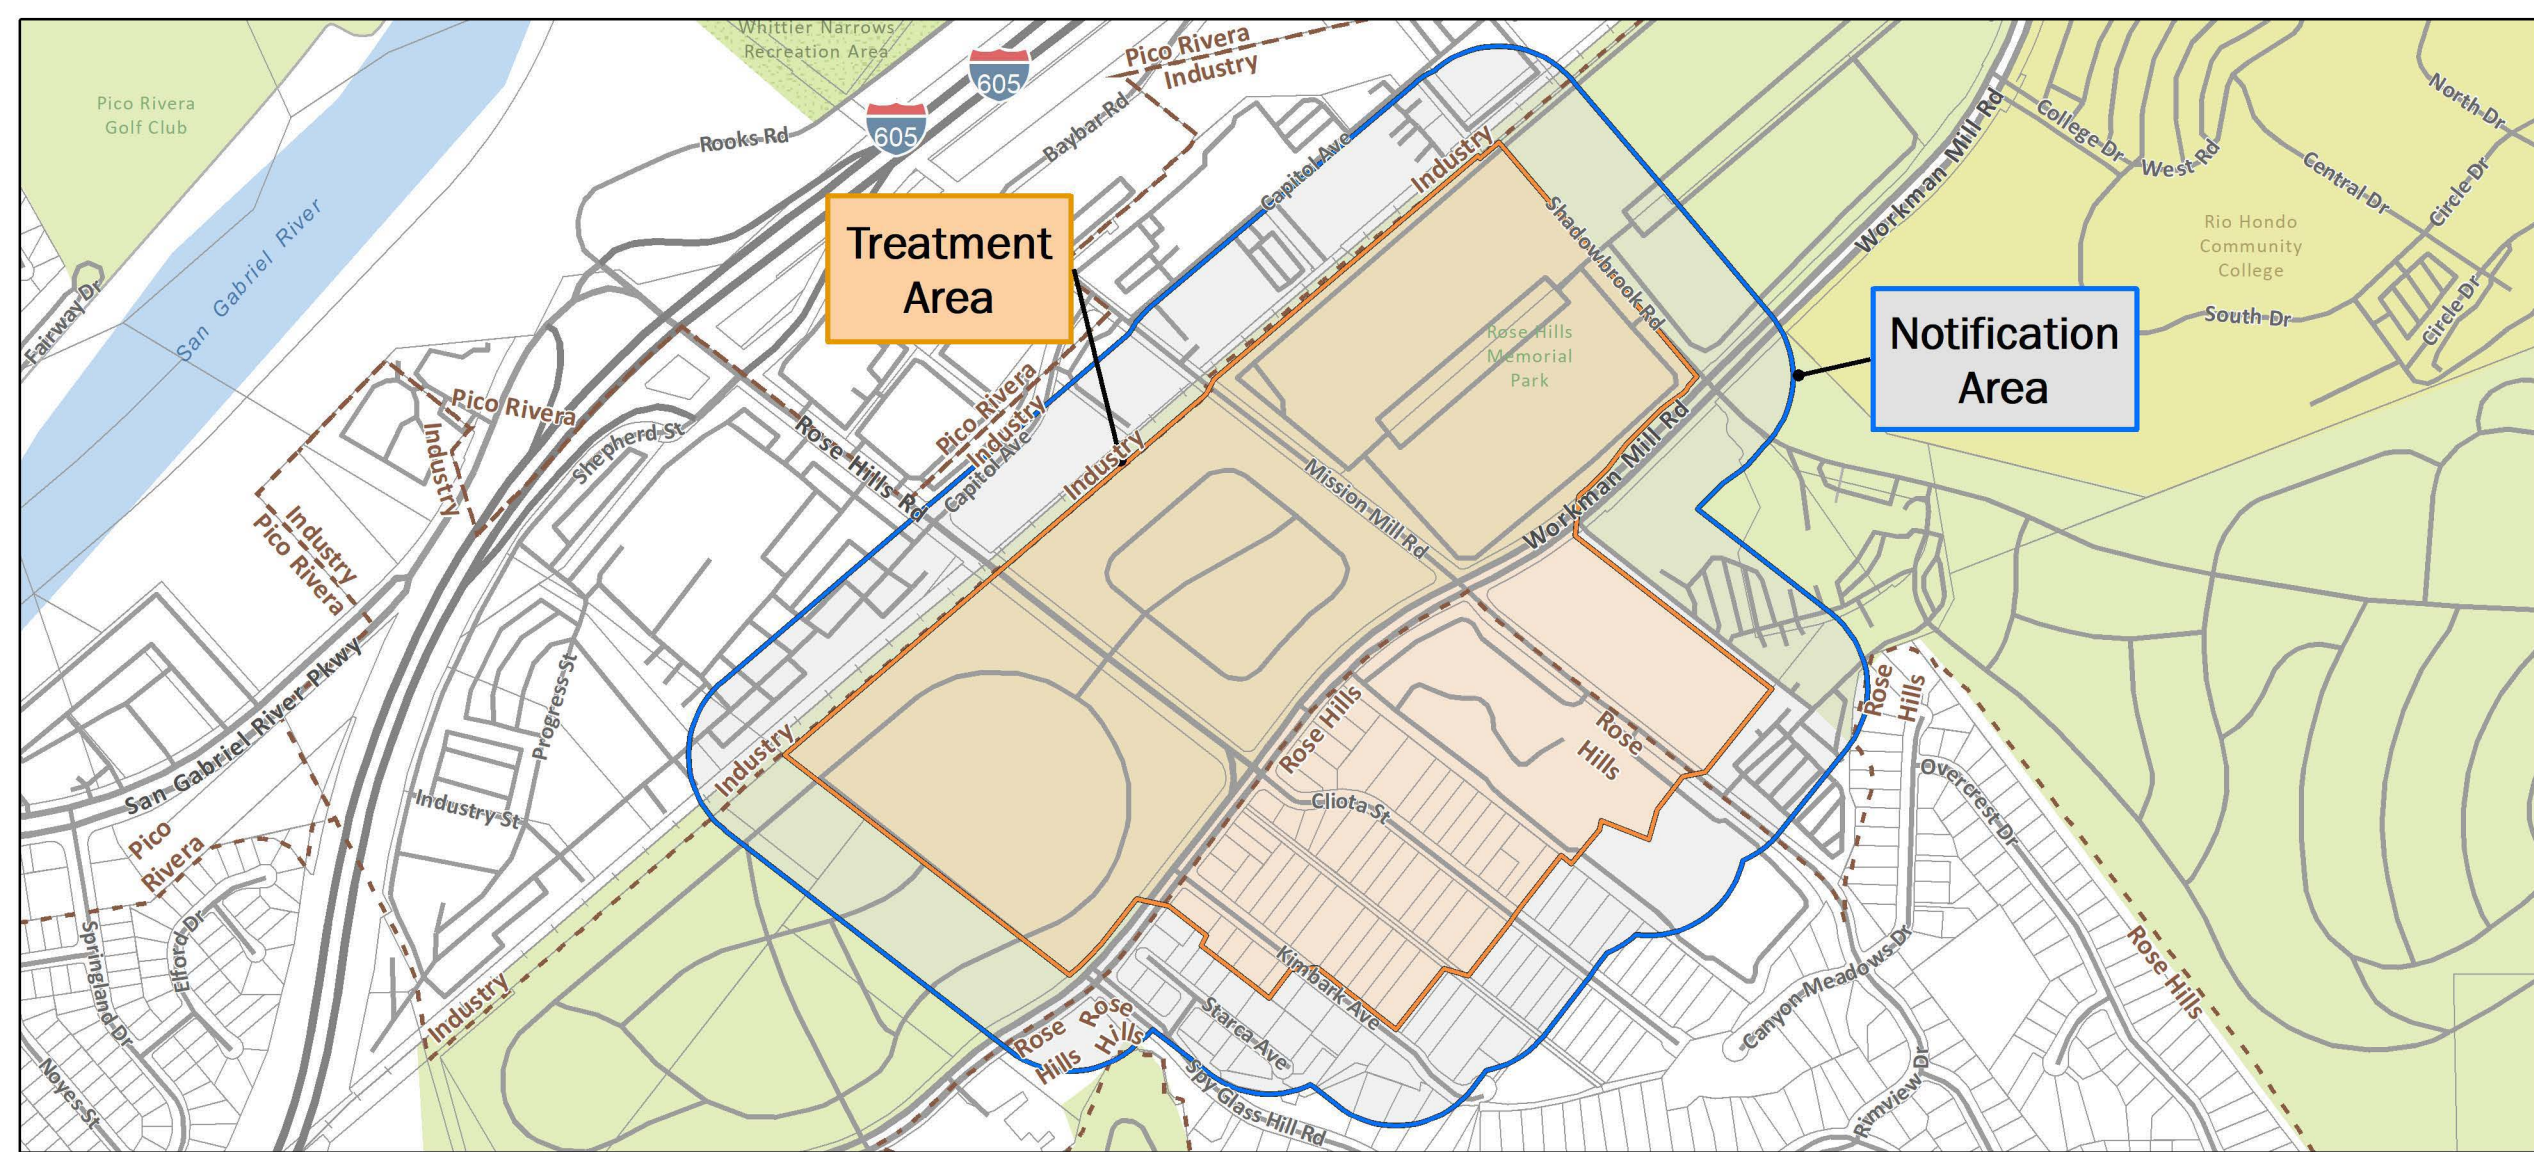 Whittier Narrows
Recreation Area
Pico Rivera
Industry
605
605
Pico Rivera
Golf Club
Rooks Rd
Baybar Rd
Capitol Ave
Industry
Workman Mill Rd
College Dr
West Rd
North Dr
Central Dr
Circle Dr
Rio Hondo
Community
College
South Dr
Circle Dr
San Gabriel River
Fairway Dr
Treatment
Area
Shadowbrook Rd
Rose Hills
Memorial
Park
Notification
Area
Pico Rivera
Industry
Shepherd St
Rose Hills Rd
Pico Rivera
Industry
Capitol Ave
Industry
Mission Mill Rd
Workman Mill Rd
Industry
Pico Rivera
San Gabriel River Pkwy
Progress St
Industry St
Industry
Rose Hills
Rose
Hills
Rose
Hills
Cliota St
Overcrest Dr
Pico
Rivera
Springland Dr
Elford Dr
Noyes St
Industry
Kimbark Ave
Starca Ave
Rose
Hills
Rose
Hills
Spy Glass Hill Rd
Canyon Meadows Dr
Rimview Dr
Rose Hills